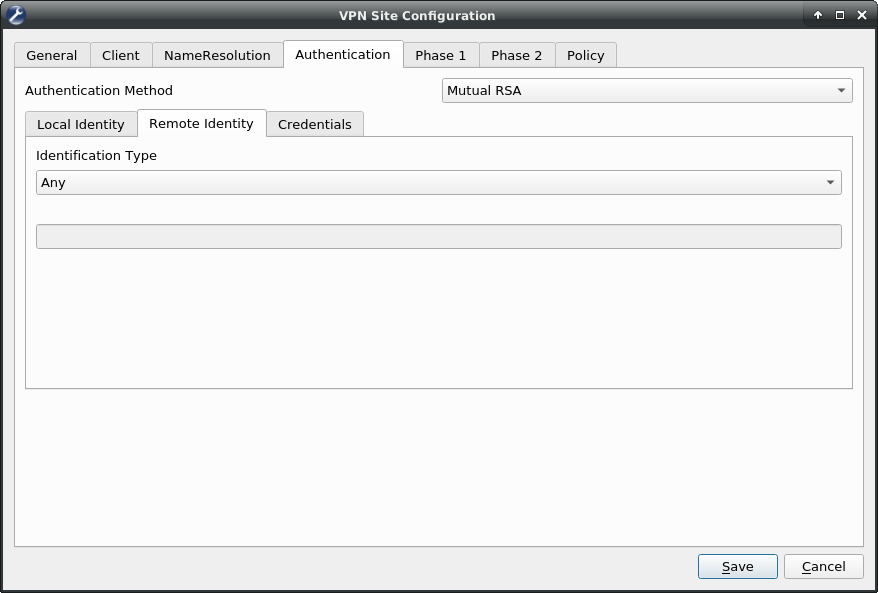 VPN Site Configuration
General Client NameResolution Authentication Phase 1 Phase 2 Policy
Authentication Method Mutual RSA
Local Identity Remote Identity Credentials
Identification Type
Any
Save Cancel